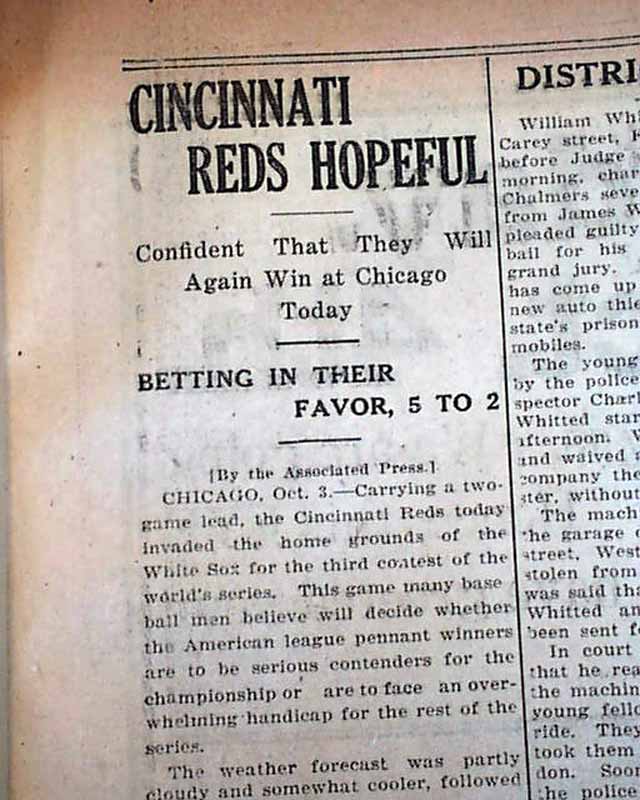 CINCINNATI
REDS HOPEFUL
Confident That They Will
Again Win at Chicago
Today
BETTING IN THEIR
FAVOR, 5 TO 2
[By the Associated Press.]
CHICAGO, Oct. 3.—Carrying a two-
game lead, the Cincinnati Reds today
invaded the home grounds of the
White Sox for the third contest of the
world's series. This game many base
ball men believe will decide whether
the American league pennant winners
are to be serious contenders for the
championship or are to face an over-
whelming handicap for the rest of the
series.
The weather forecast was partly
cloudy and somewhat cooler, followed
DISTRI
William Whi
Carey street,
before Judge
morning, char
Chalmers seve
from James W
pleaded guilty
bail for his
grand jury.
has come up
new auto thie
state's prison
mobiles.
The young
by the police
spector Charl
Whitted star
afternoon. W
and waived a
company the
ster, without
The mach
the garage o
street, West
stolen from
was said tha
Whitted an
been sent fo
In court
that he rea
the machin
young fello
ride. They
took them
don. Soon
the police